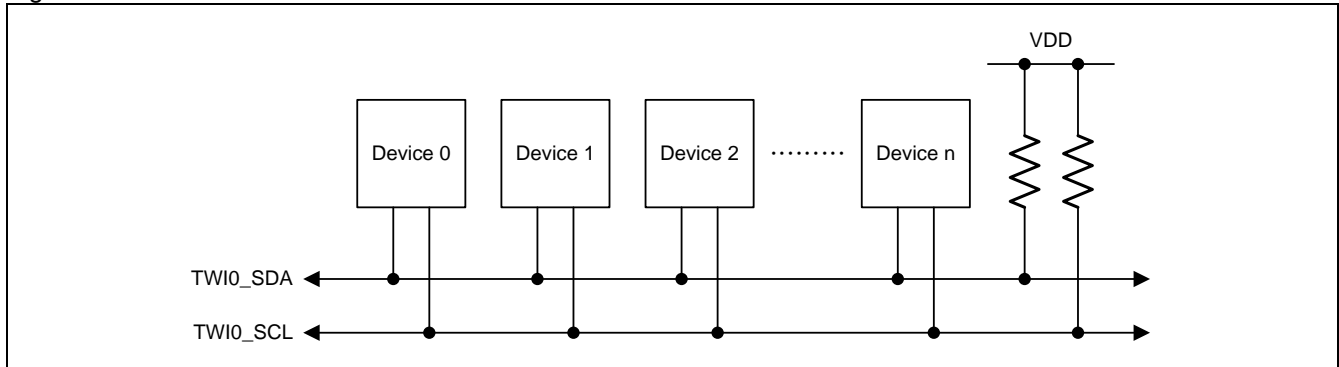 VDD
Device 0 Device 1 Device 2 ......... Device n
TWI0_SDA
TWI0_SCL